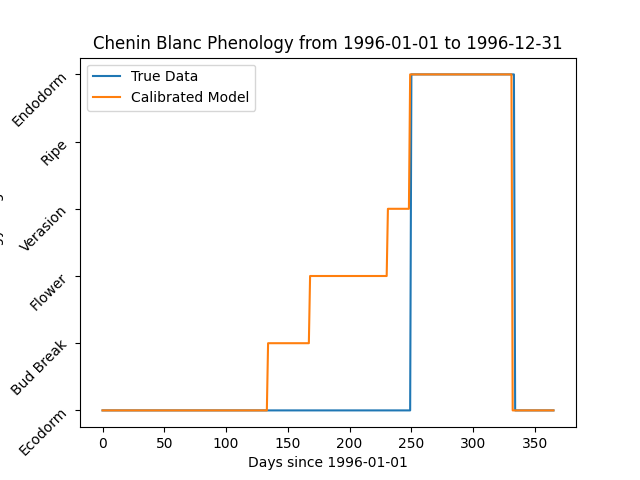 Chenin Blanc Phenology from 1996-01-01 to 1996-12-31
True Data
Calibrated Model
Endodorm
Ripe
Verasion
Flower
Bud Break
Ecodorm
0 50 100 150 200 250 300 350
Days since 1996-01-01